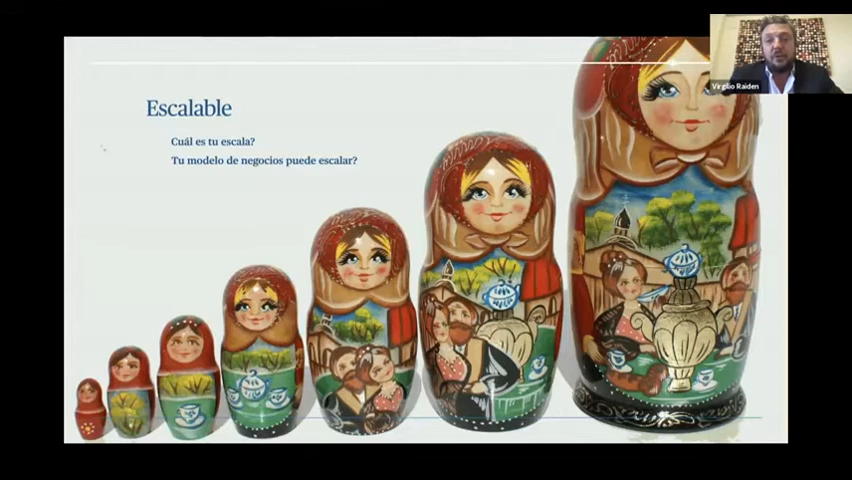 Escalable
Cuál es tu escala?
Tu modelo de negocios puede escalar?
Virgilio Raiden